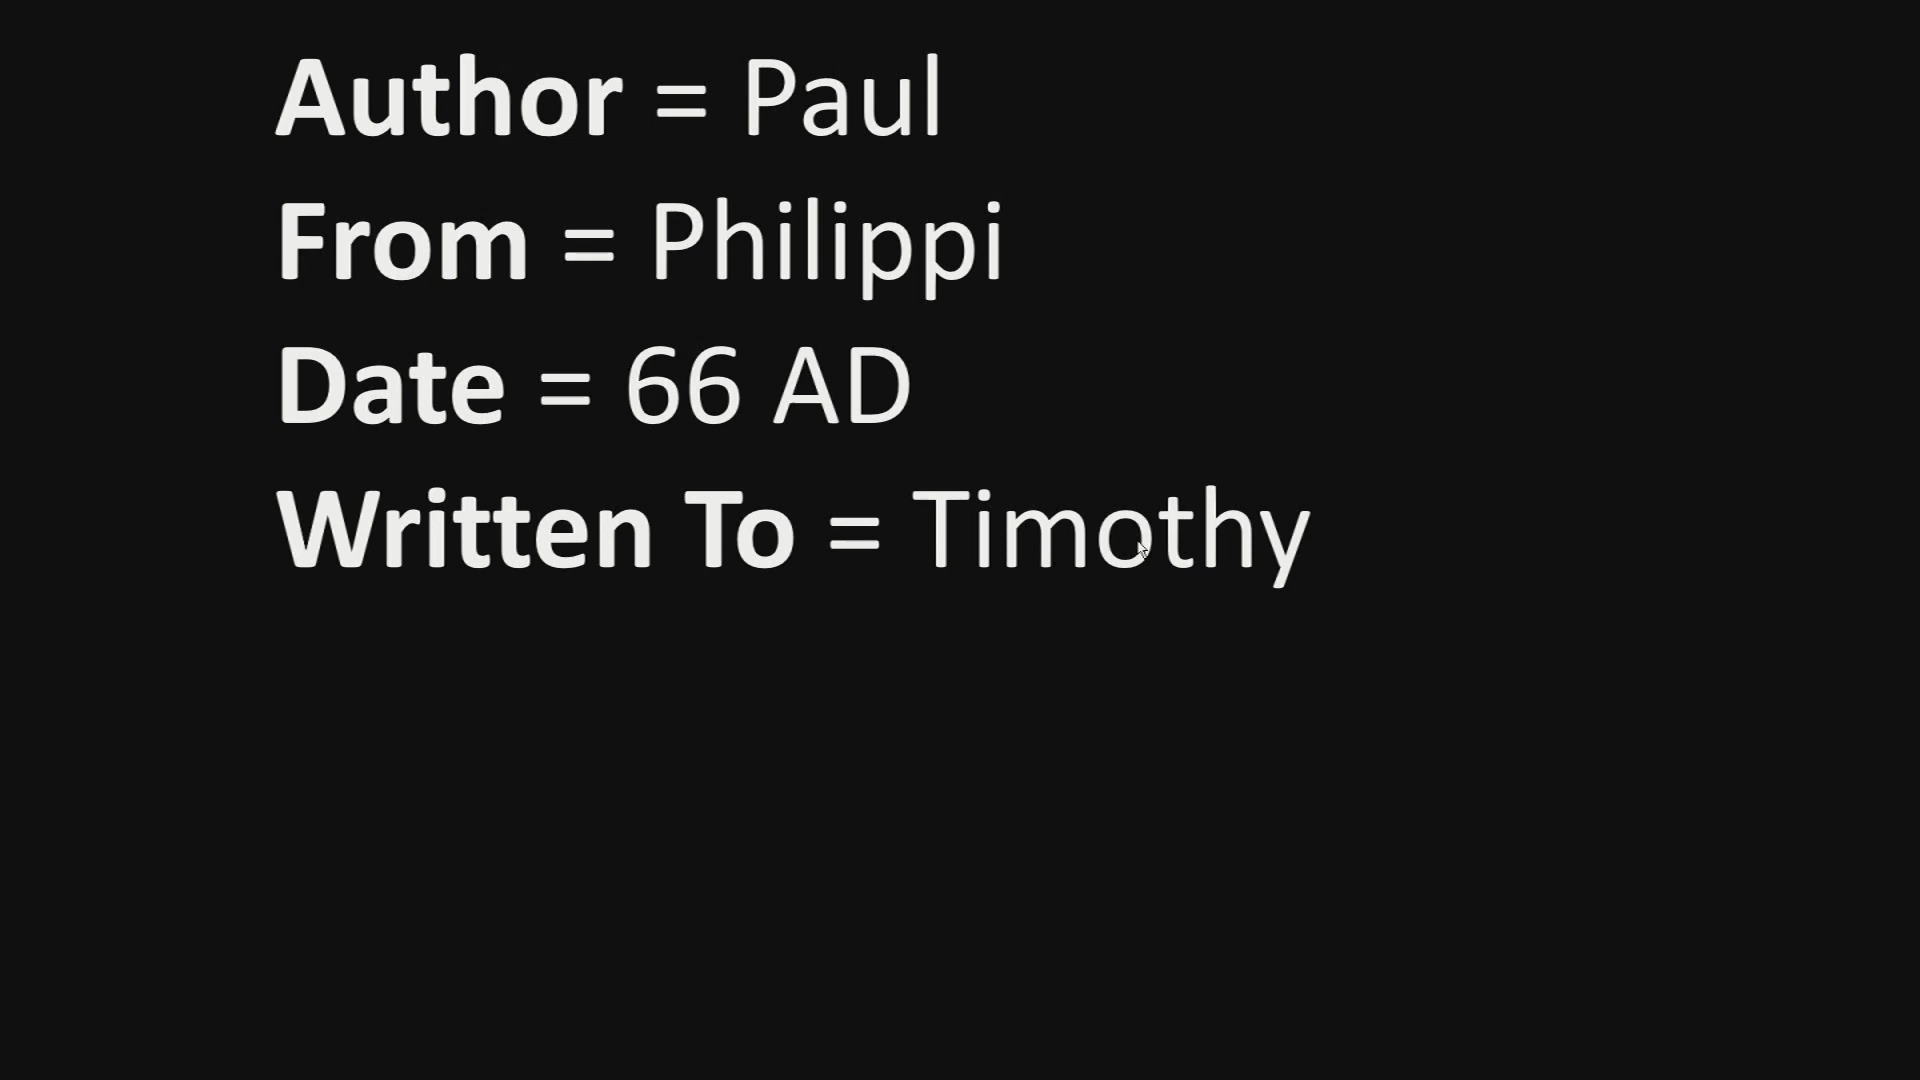 Author = Paul
From = Philippi
Date = 66 AD
Written To = Timothy